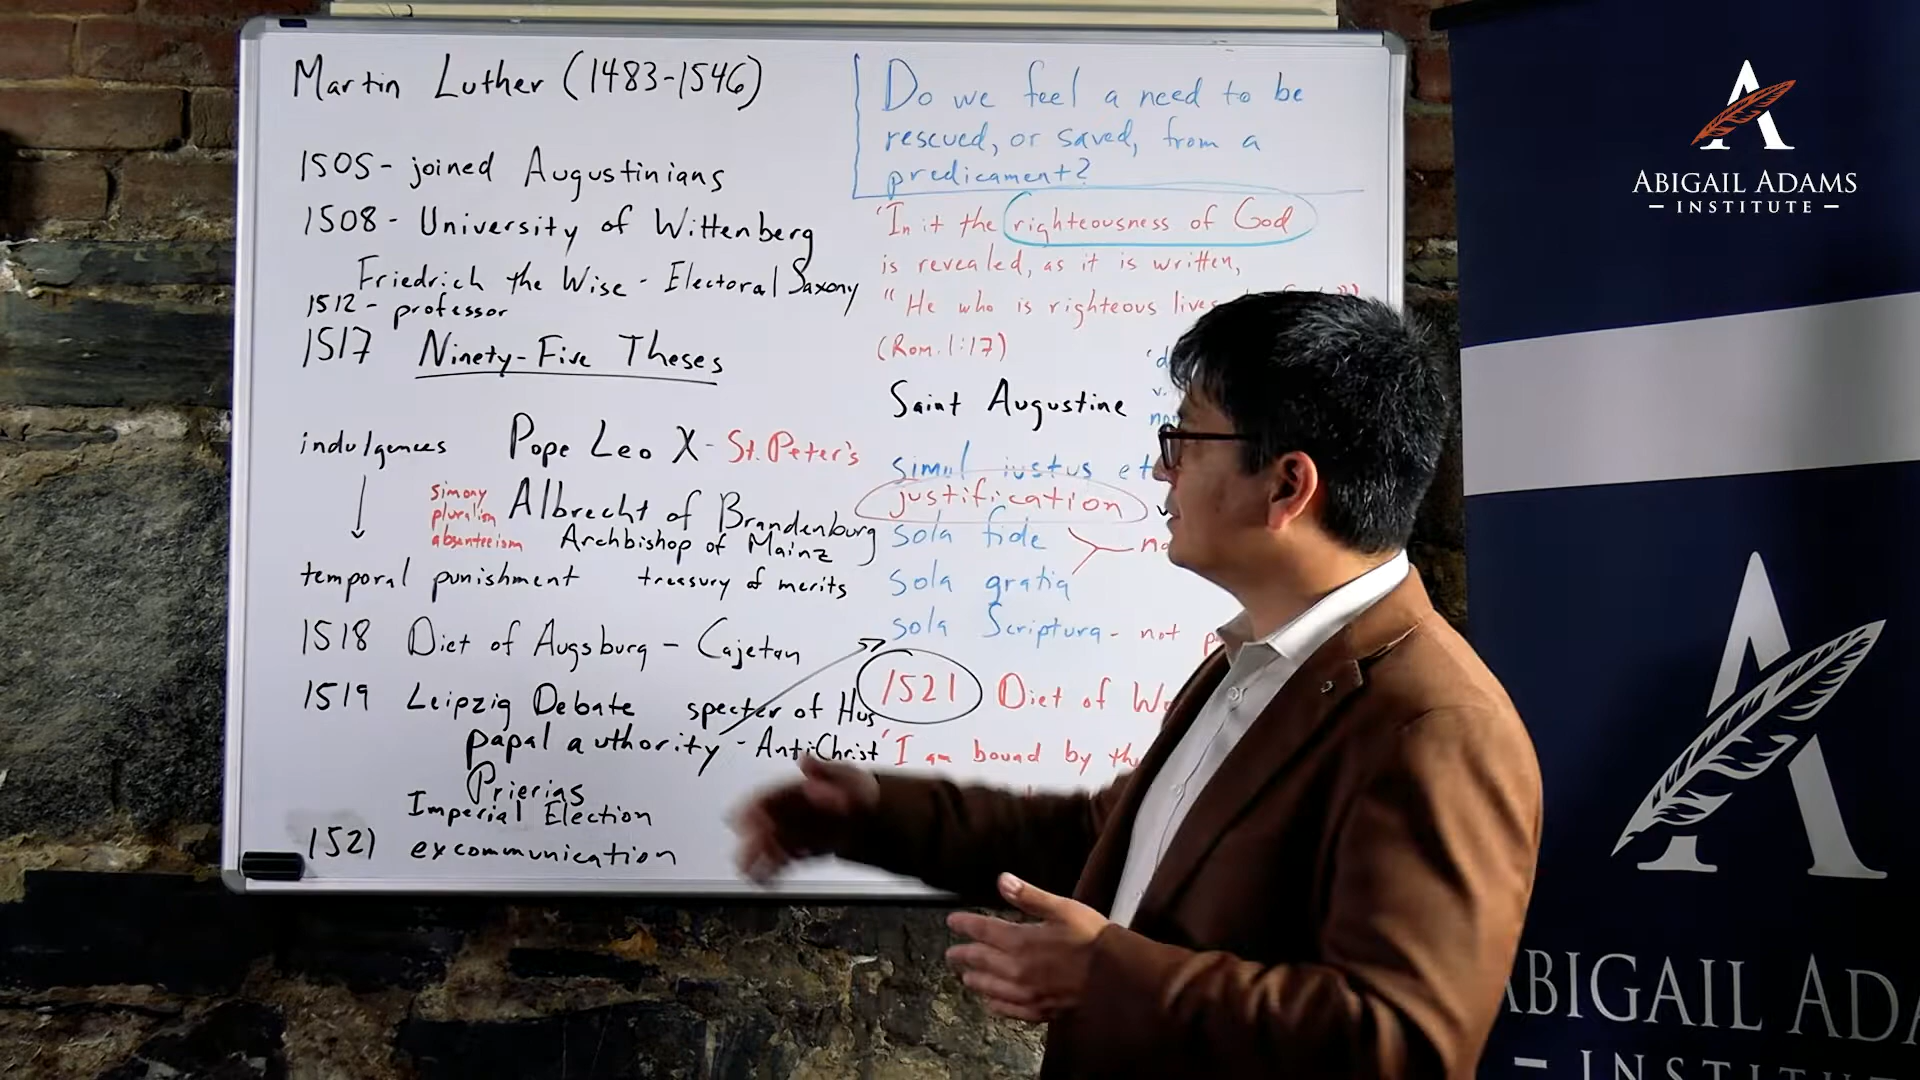 Martin Luther (1483-1546)
1505 - joined Augustinians
1508 - University of Wittenberg
Friedrich the Wise - Electoral Saxony
1512 - professor
1517 Ninety-Five Theses
indulgences
Pope Leo X - St. Peter's
simony
pluralism
absenteeism
Albrecht of Brandenburg
Archbishop of Mainz
temporal punishment treasury of merits
1518 Diet of Augsburg - Cajetan
1519 Leipzig Debate specter of Hus
papal authority - AntiChrist
Prierias
Imperial Election
1521 excommunication
Do we feel a need to be
rescued, or saved, from a
predicament?
'In it the righteousness of God
is revealed, as it is written,
"He who is righteous lives
(Rom. 1:17)
Saint Augustine
simul iustus et
justification
sola fide
sola gratia
sola Scriptura - not
1521 Diet of
'I am bound by
ABIGAIL ADAMS
- INSTITUTE -
ABIGAIL